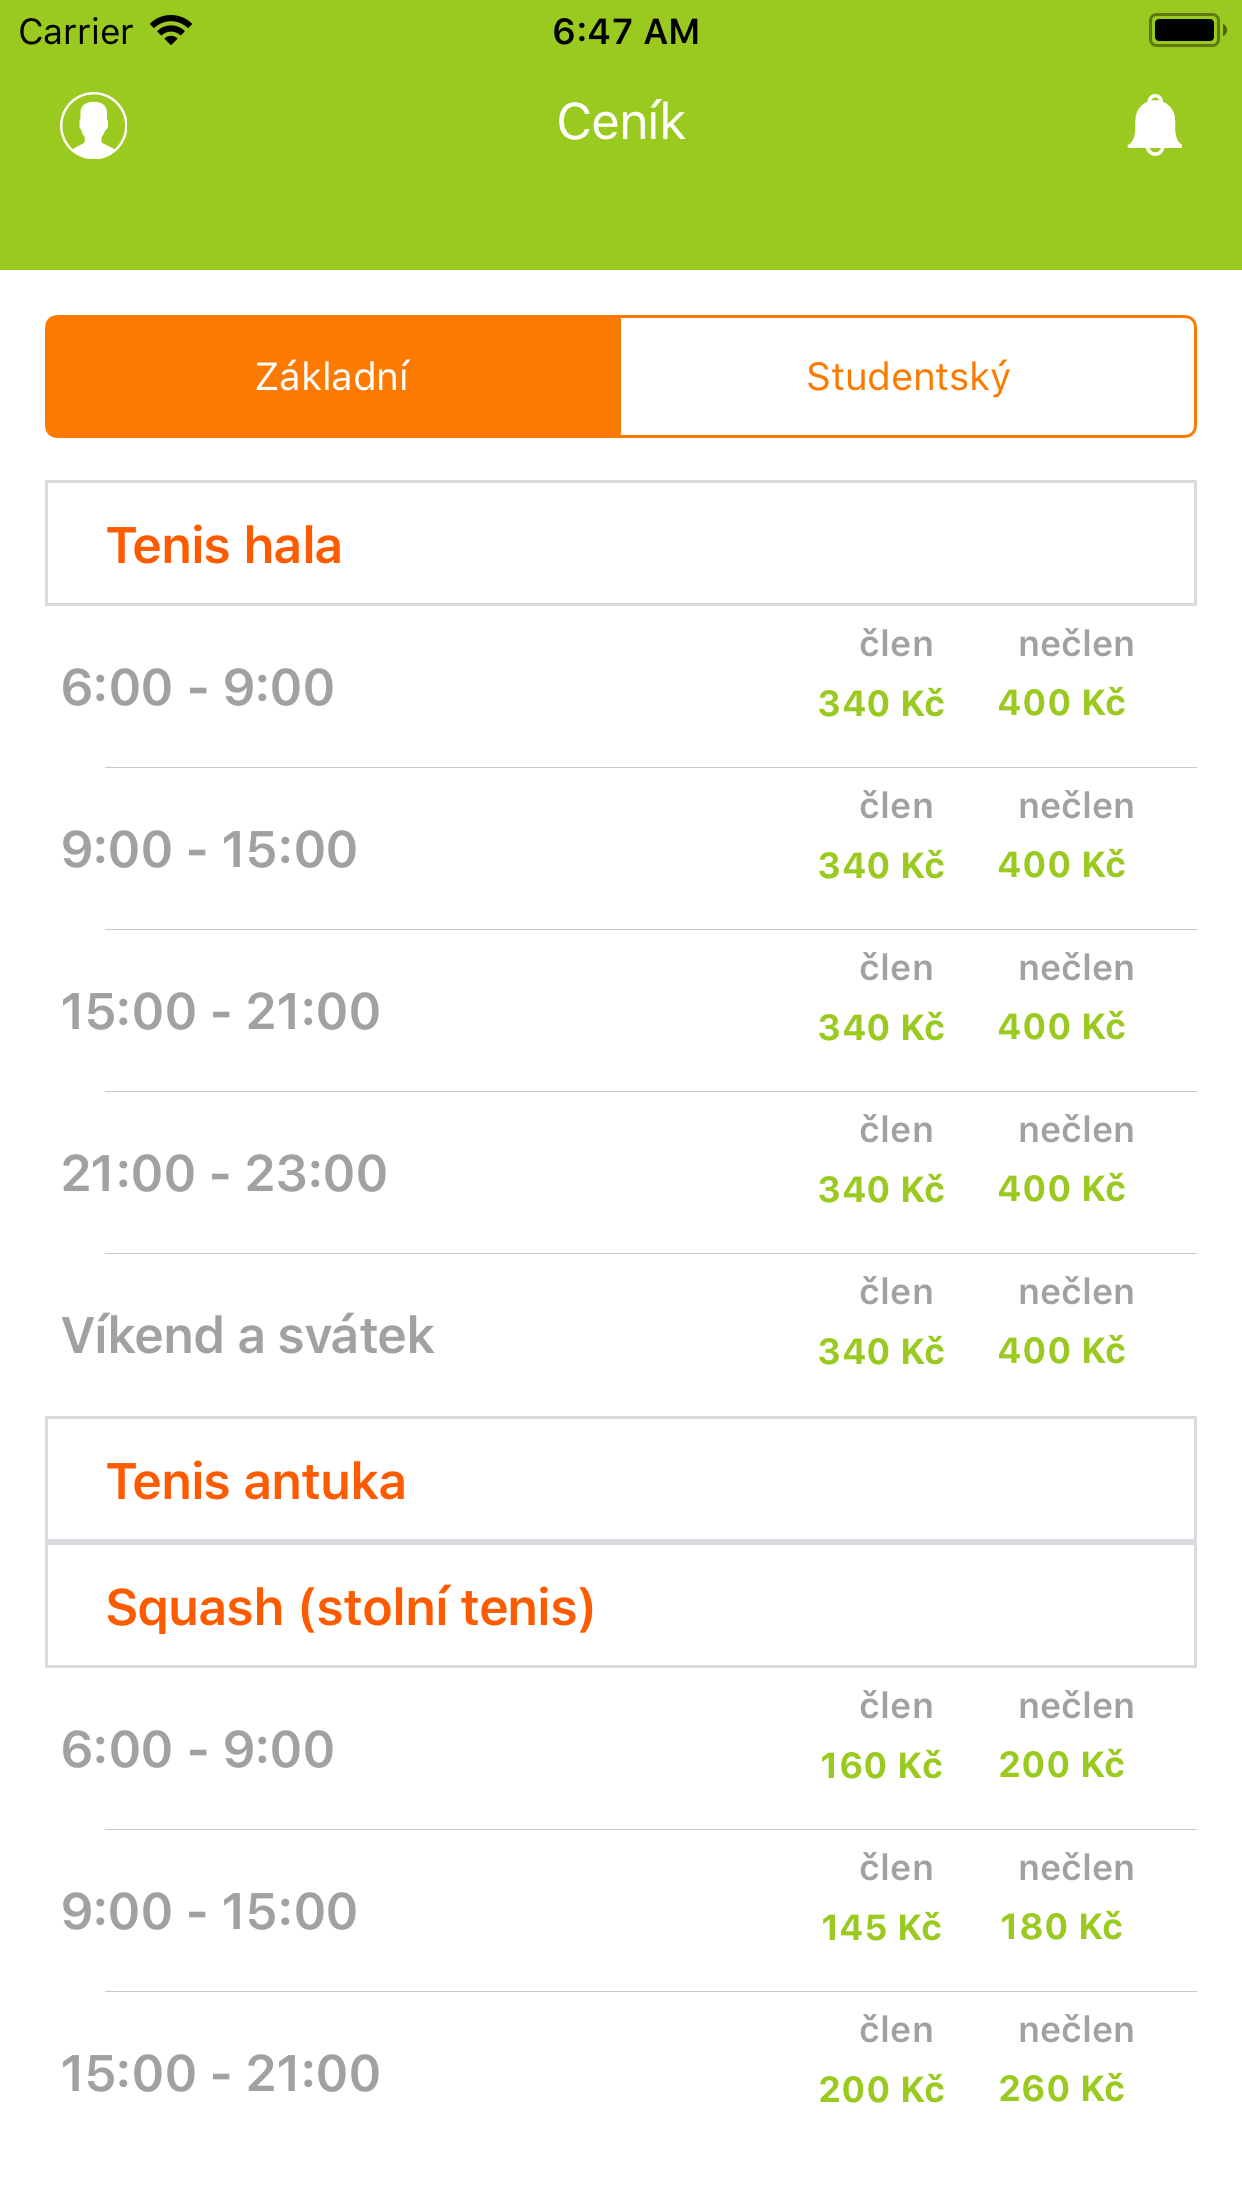 Carrier 6:47 AM
Ceník
Základní Studentský
Tenis hala
člen nečlen
6:00 - 9:00 340 Kč 400 Kč
člen nečlen
9:00 - 15:00 340 Kč 400 Kč
člen nečlen
15:00 - 21:00 340 Kč 400 Kč
člen nečlen
21:00 - 23:00 340 Kč 400 Kč
člen nečlen
Víkend a svátek 340 Kč 400 Kč
Tenis antuka
Squash (stolní tenis)
člen nečlen
6:00 - 9:00 160 Kč 200 Kč
člen nečlen
9:00 - 15:00 145 Kč 180 Kč
člen nečlen
15:00 - 21:00 200 Kč 260 Kč